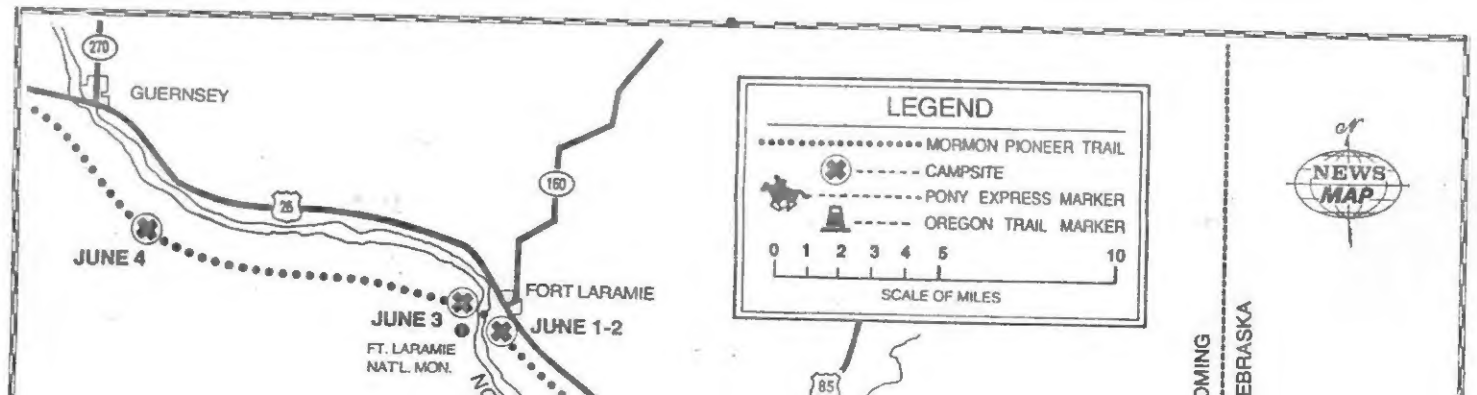 270
GUERNSEY
26
160
JUNE 4
FORT LARAMIE
JUNE 3
JUNE 1-2
FT. LARAMIE
NAT'L. MON.
LEGEND
MORMON PIONEER TRAIL
CAMPSITE
PONY EXPRESS MARKER
OREGON TRAIL MARKER
0 1 2 3 4 5 10
SCALE OF MILES
85
N
NEWS
MAP